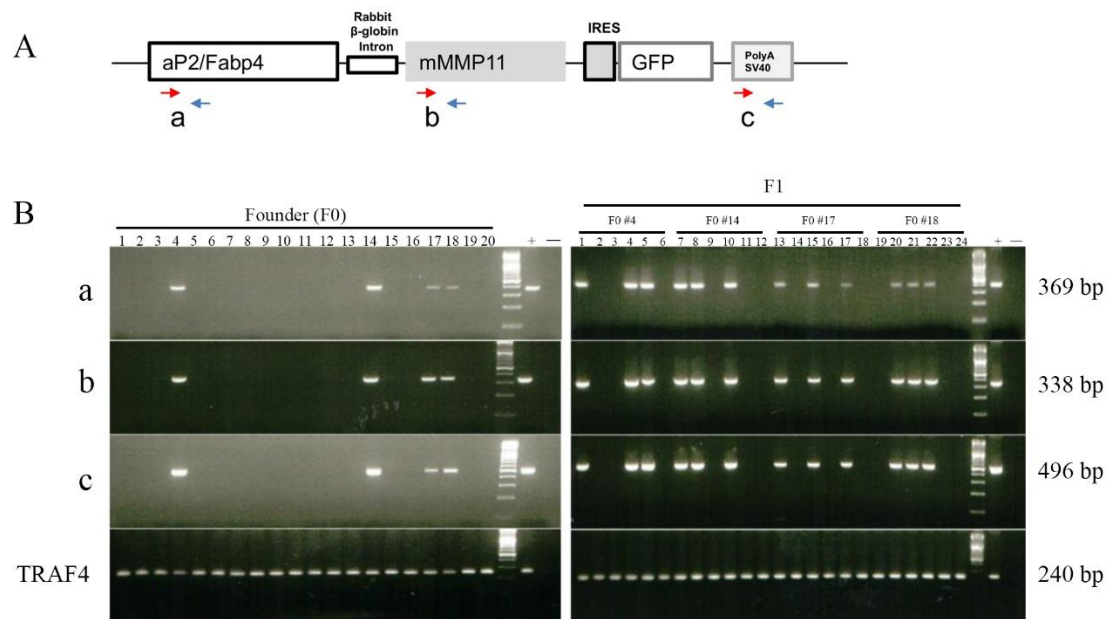 A
aP2/Fabp4
Rabbit
β-globin
Intron
mMMP11
IRES
GFP
PolyA
SV40
a
b
c
B
Founder (F0)
1 2 3 4 5 6 7 8 9 10 11 12 13 14 15 16 17 18 19 20 + —
F1
F0 #4 F0 #14 F0 #17 F0 #18
1 2 3 4 5 6 7 8 9 10 11 12 13 14 15 16 17 18 19 20 21 22 23 24 + —
a 369 bp
b 338 bp
c 496 bp
TRAF4 240 bp